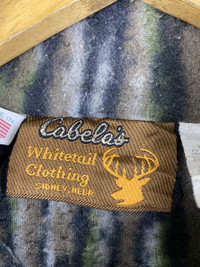 Cabela's
Whitetail
Clothing
SIDNEY, NEBR.